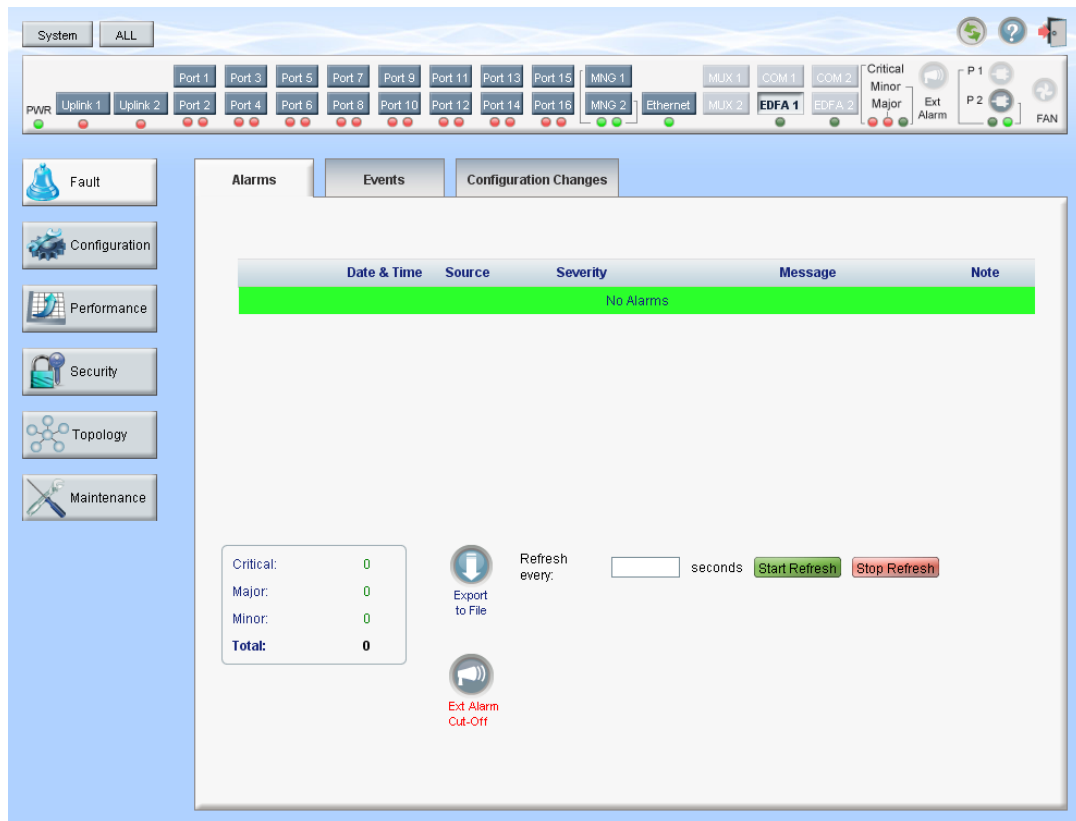 System ALL
Critical P 1
Port 1 Port 3 Port 5 Port 7 Port 9 Port 11 Port 13 Port 15 MNG 1 MUX 1 COM 1 COM 2 Minor
PWR Uplink 1 Uplink 2 Port 2 Port 4 Port 6 Port 8 Port 10 Port 12 Port 14 Port 16 MNG 2 Ethernet MUX 2 EDFA 1 EDFA 2 Major Ext P 2
Alarm FAN
Fault
Configuration
Performance
Security
Topology
Maintenance
Alarms Events Configuration Changes
Date & Time Source Severity Message Note
No Alarms
Critical: 0
Major: 0
Minor: 0
Total: 0
Export
to File
Ext Alarm
Cut-Off
Refresh
every: seconds Start Refresh Stop Refresh